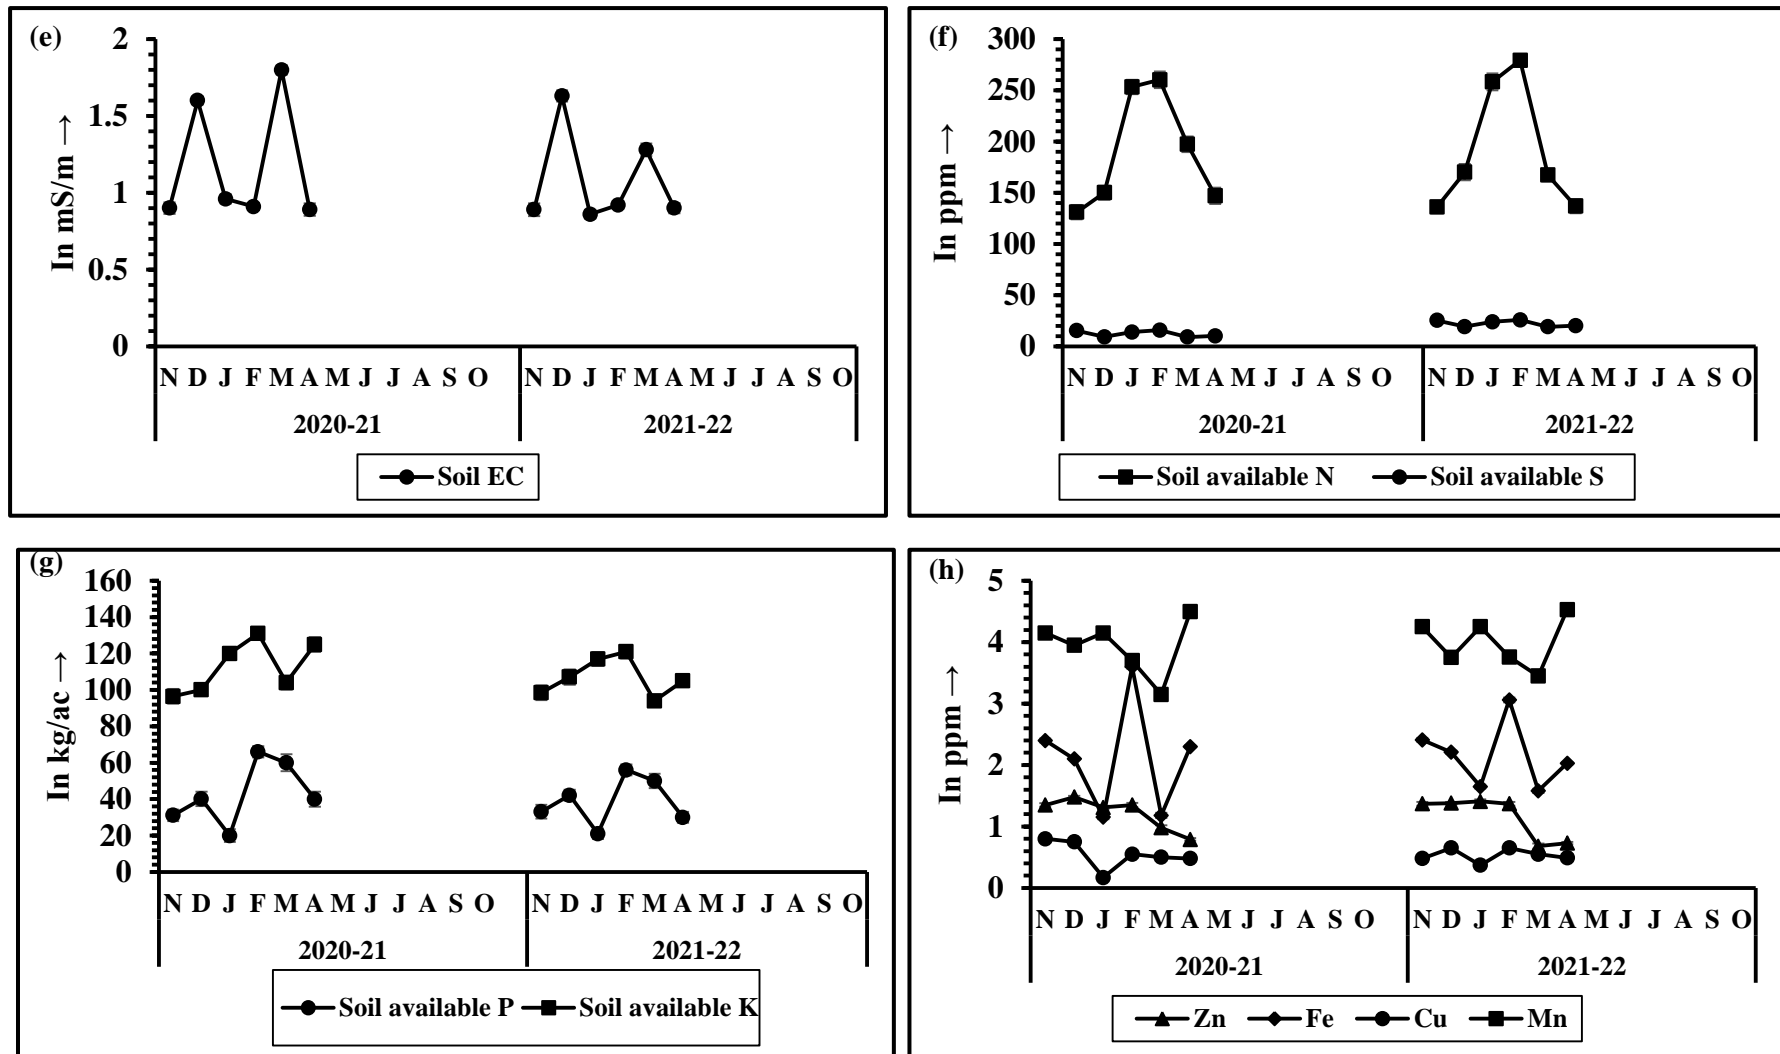 (e)
2
1.5
1
0.5
0
In mS/m →
N D J F M A M J J A S O N D J F M A M J J A S O
2020-21 2021-22
Soil EC
(f)
300
250
200
150
100
50
0
In ppm →
N D J F M A M J J A S O N D J F M A M J J A S O
2020-21 2021-22
Soil available N Soil available S
(g)
160
140
120
100
80
60
40
20
0
In kg/ac →
N D J F M A M J J A S O N D J F M A M J J A S O
2020-21 2021-22
Soil available P Soil available K
(h)
5
4
3
2
1
0
In ppm →
N D J F M A M J J A S O N D J F M A M J J A S O
2020-21 2021-22
Zn Fe Cu Mn